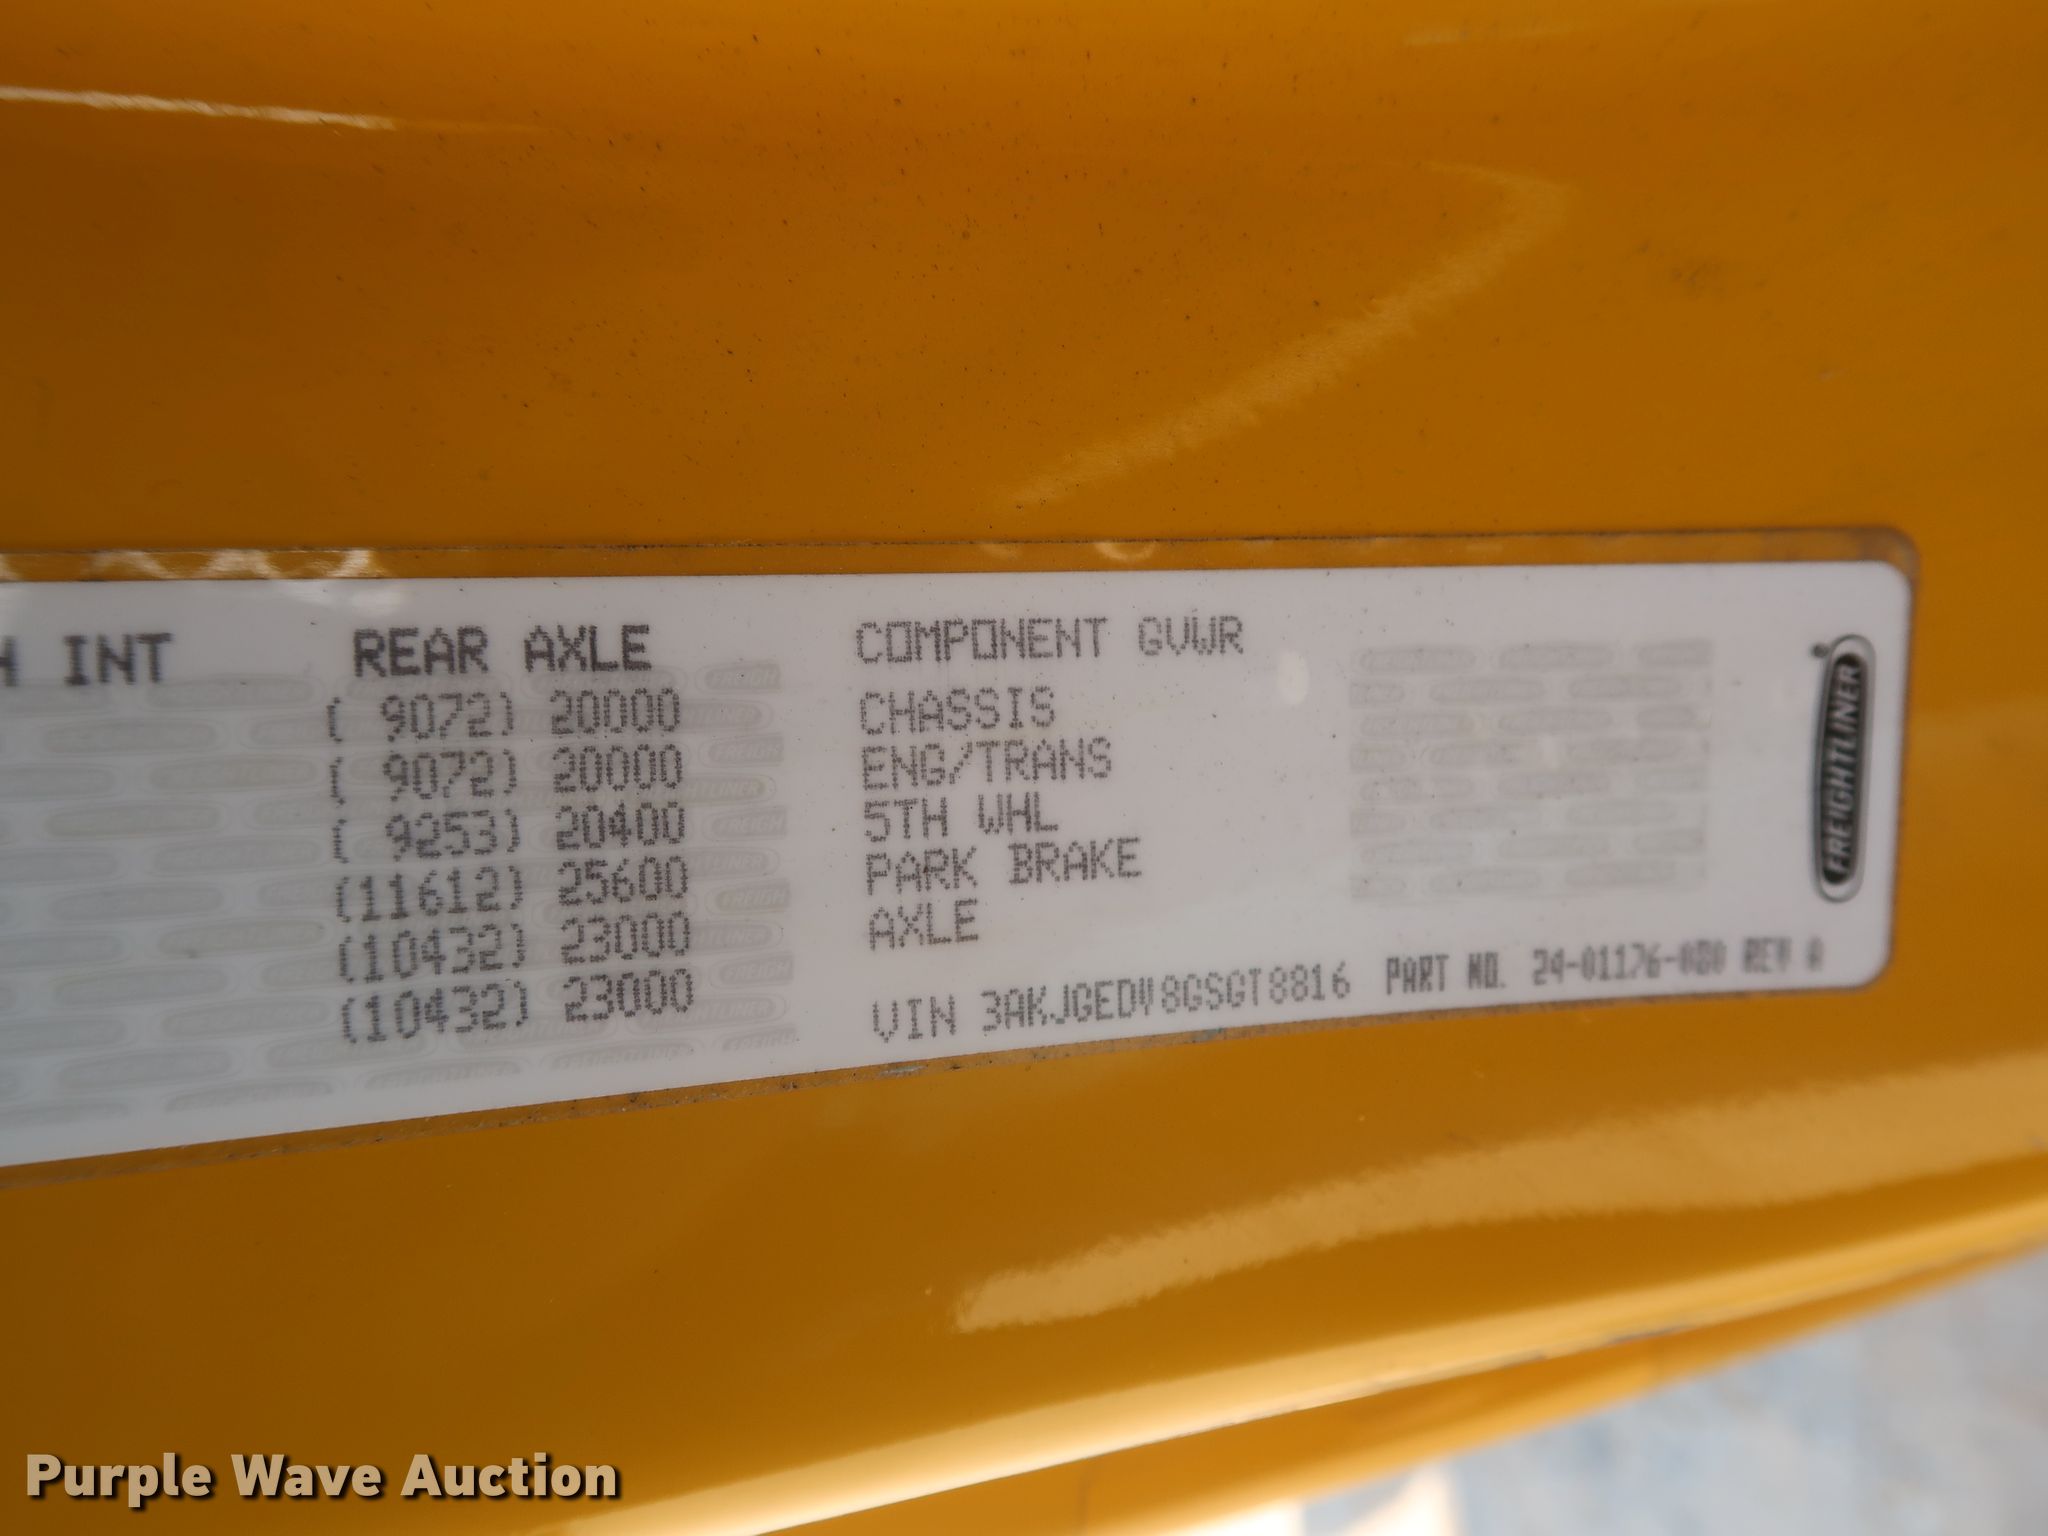 H INT
REAR AXLE
( 9072) 20000
( 9072) 20000
( 9253) 20400
(11612) 25600
(10432) 23000
(10432) 23000
COMPONENT GVWR
CHASSIS
ENG/TRANS
5TH WHL
PARK BRAKE
AXLE
VIN 3AKJGEDV8GSGT8816
PART NO. 24-01176-080 REV A
FREIGHTLINER
Purple Wave Auction